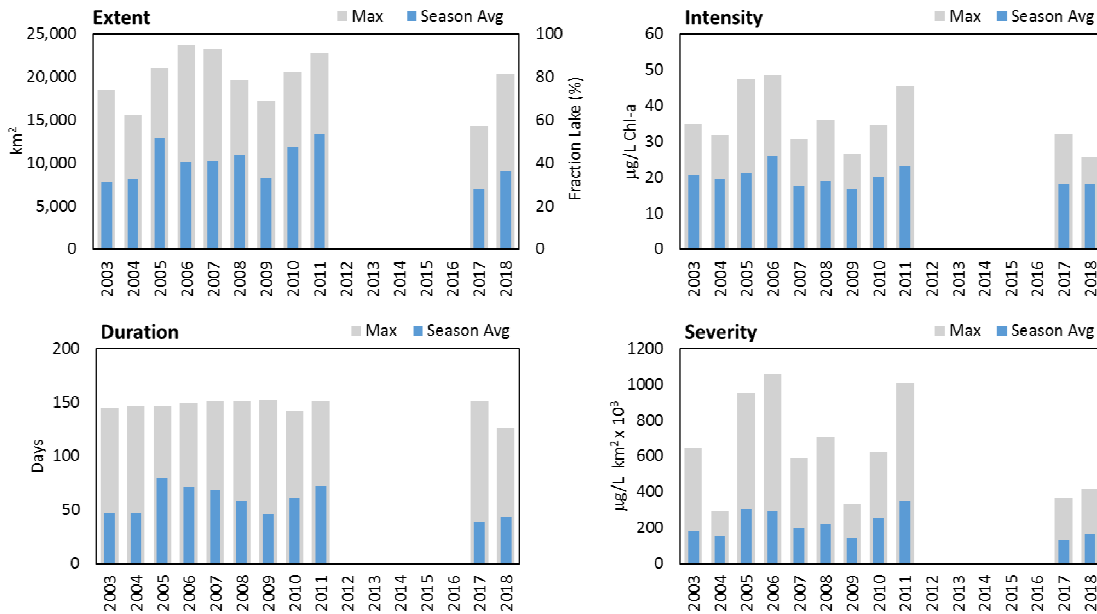 Extent
Max
Season Avg
25,000
20,000
15,000
10,000
5,000
0
km²
100
80
60
40
20
0
Fraction Lake (%)
2003 2004 2005 2006 2007 2008 2009 2010 2011 2012 2013 2014 2015 2016 2017 2018
Intensity
Max
Season Avg
60
50
40
30
20
10
0
µg/L Chl-a
2003 2004 2005 2006 2007 2008 2009 2010 2011 2012 2013 2014 2015 2016 2017 2018
Duration
Max
Season Avg
200
150
100
50
0
Days
2003 2004 2005 2006 2007 2008 2009 2010 2011 2012 2013 2014 2015 2016 2017 2018
Severity
Max
Season Avg
1200
1000
800
600
400
200
0
µg/L km² x 10³
2003 2004 2005 2006 2007 2008 2009 2010 2011 2012 2013 2014 2015 2016 2017 2018